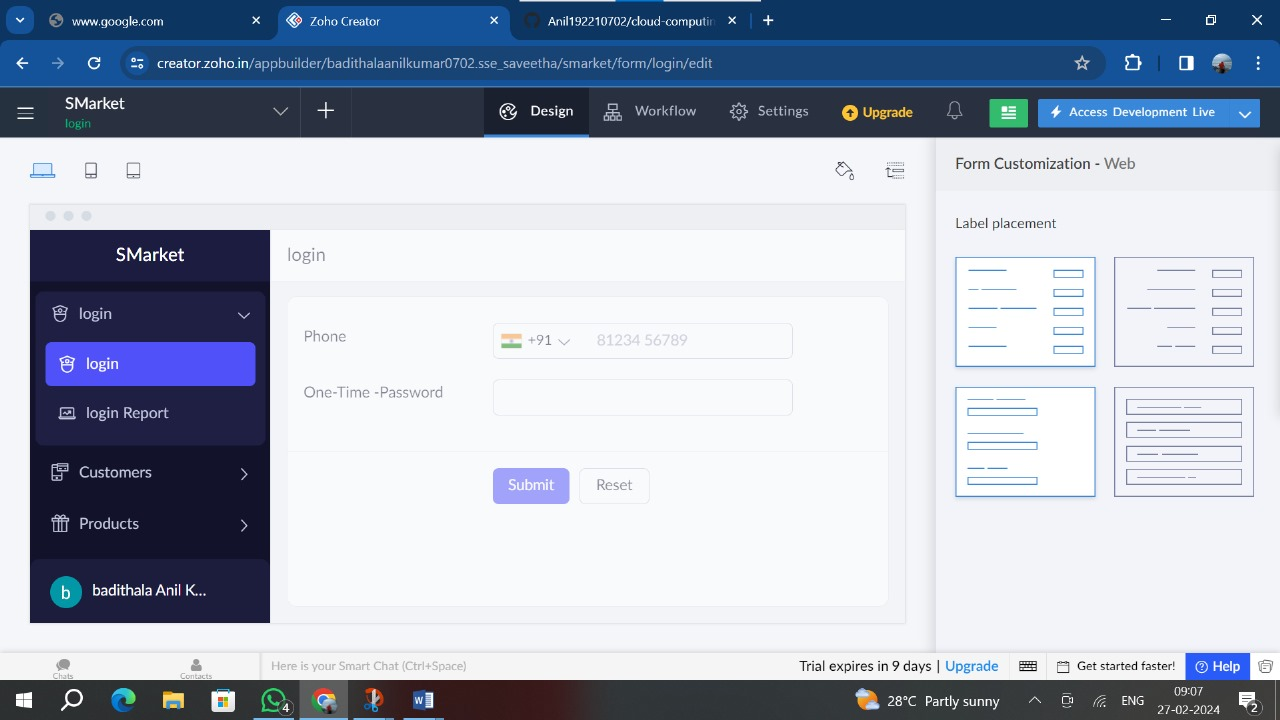 www.google.com
Zoho Creator
Anil192210702/cloud-computin
creator.zoho.in/appbuilder/badithalaanilkumar0702.sse_saveetha/smarket/form/login/edit
SMarket
login
Design
Workflow
Settings
Upgrade
Access Development Live
Form Customization - Web
Label placement
SMarket
login
login
login
login Report
Customers
Products
badithala Anil K...
Phone
+91
81234 56789
One-Time -Password
Submit
Reset
Chats
Contacts
Here is your Smart Chat (Ctrl+Space)
Trial expires in 9 days | Upgrade
Get started faster!
Help
4
28°C Partly sunny
ENG
09:07
27-02-2024
2